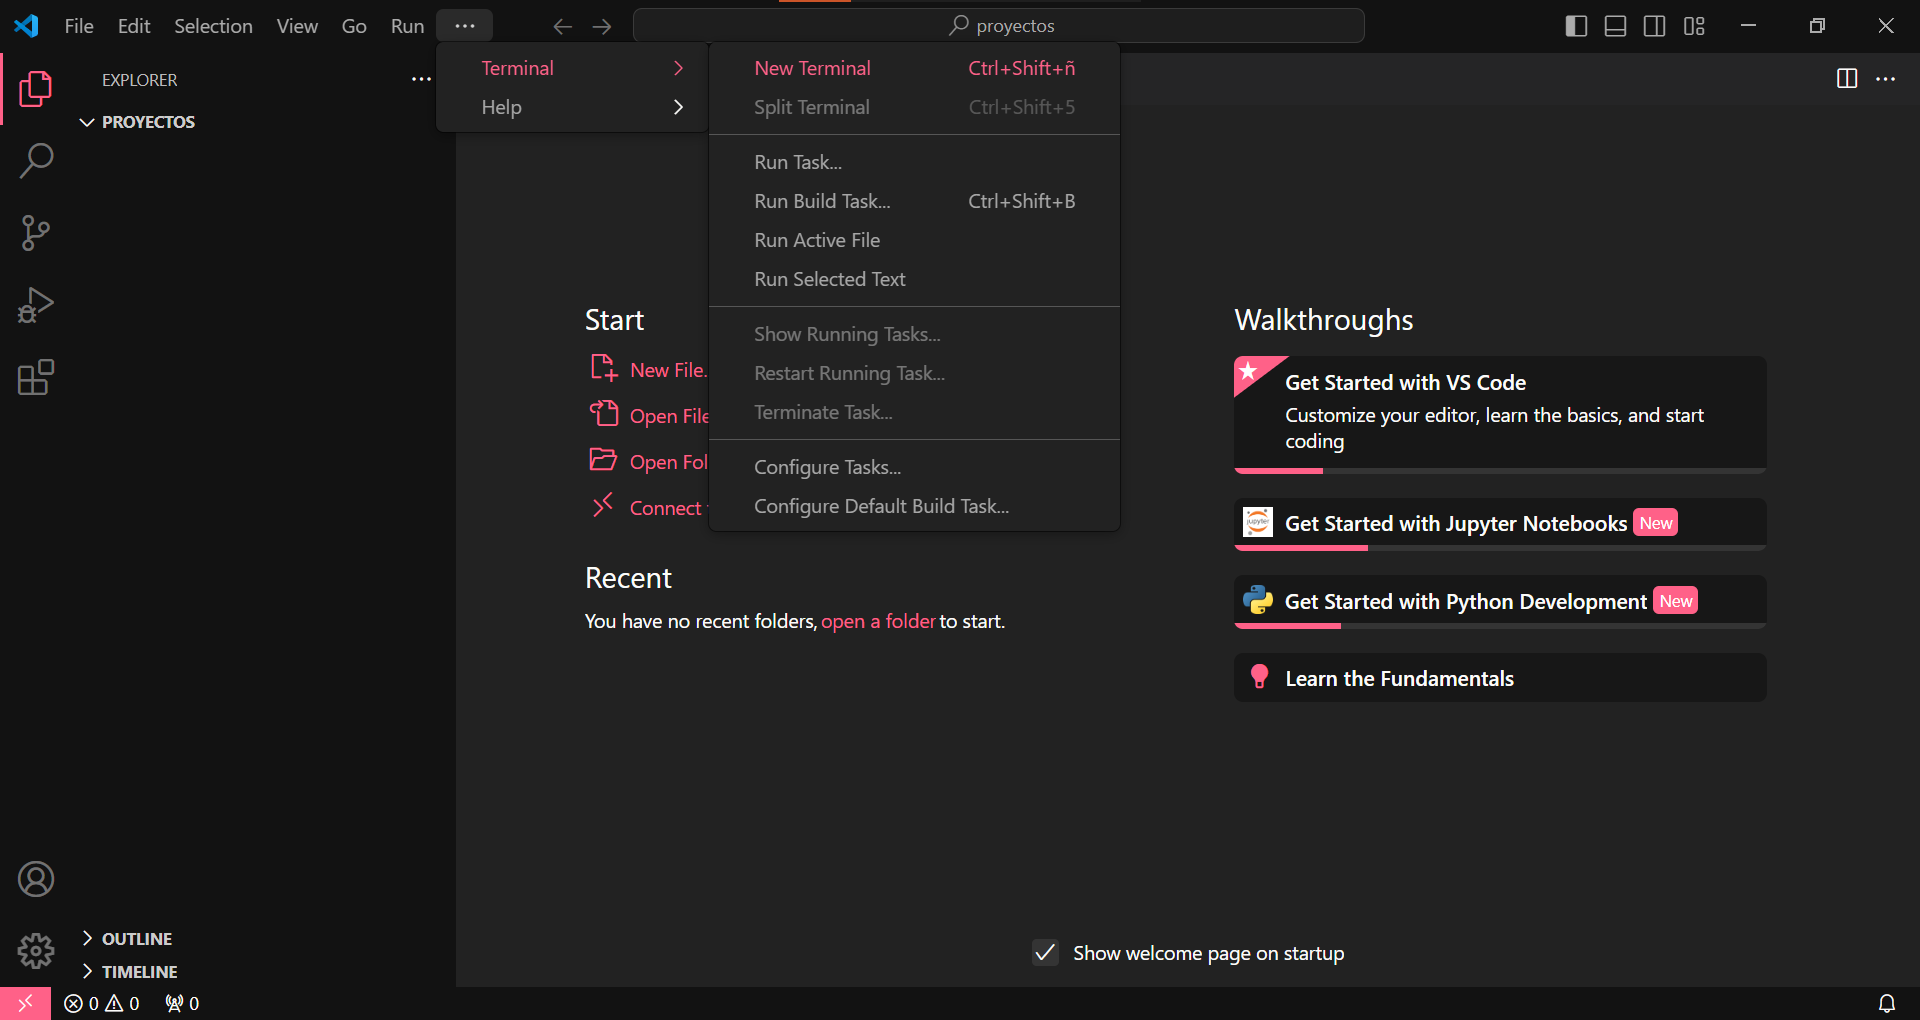 File Edit Selection View Go Run ··· proyectos
EXPLORER ···
PROYECTOS
Terminal
Help
New Terminal Ctrl+Shift+ñ
Split Terminal Ctrl+Shift+5
Run Task...
Run Build Task... Ctrl+Shift+B
Run Active File
Run Selected Text
Show Running Tasks...
Restart Running Task...
Terminate Task...
Configure Tasks...
Configure Default Build Task...
Start
New File.
Open File
Open Fol
Connect
Recent
You have no recent folders, open a folder to start.
Walkthroughs
Get Started with VS Code
Customize your editor, learn the basics, and start
coding
jupyter
Get Started with Jupyter Notebooks New
Get Started with Python Development New
Learn the Fundamentals
Show welcome page on startup
OUTLINE
TIMELINE
0 0 0